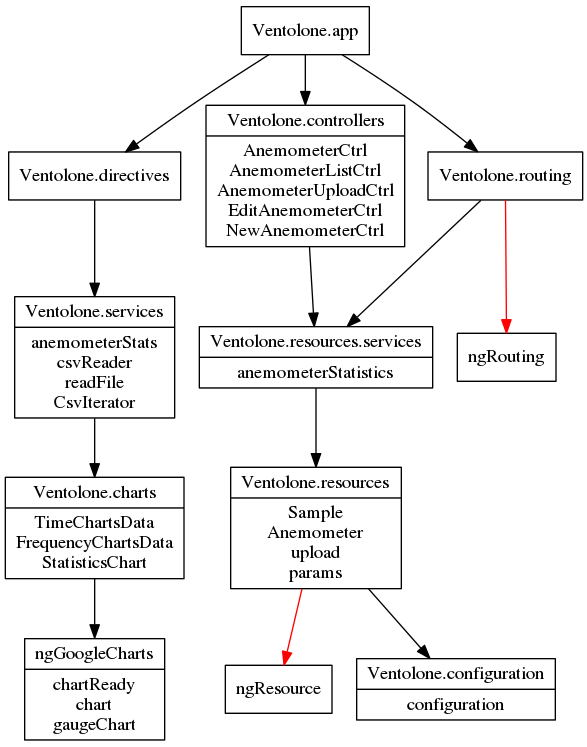 Ventolone.app
Ventolone.directives
Ventolone.controllers
AnemometerCtrl
AnemometerListCtrl
AnemometerUploadCtrl
EditAnemometerCtrl
NewAnemometerCtrl
Ventolone.routing
Ventolone.services
anemometerStats
csvReader
readFile
CsvIterator
Ventolone.resources.services
anemometerStatistics
ngRouting
Ventolone.charts
TimeChartsData
FrequencyChartsData
StatisticsChart
Ventolone.resources
Sample
Anemometer
upload
params
ngGoogleCharts
chartReady
chart
gaugeChart
ngResource
Ventolone.configuration
configuration